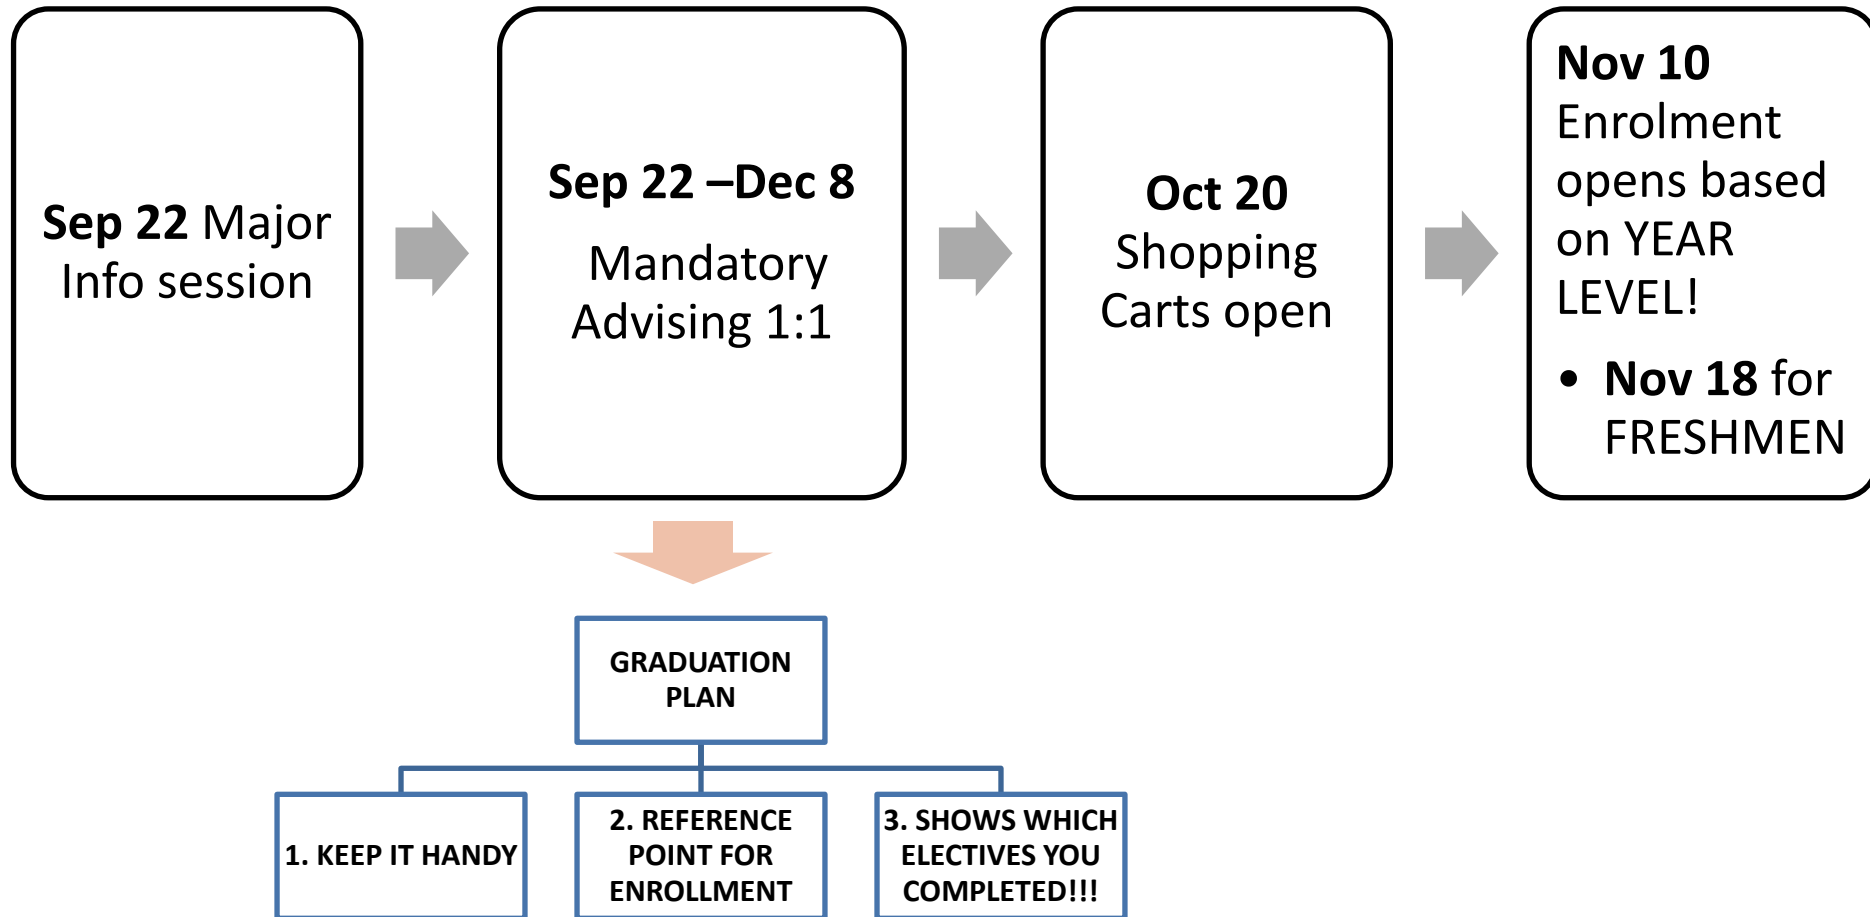 Sep 22 Major
Info session
Sep 22 –Dec 8
Mandatory
Advising 1:1
Oct 20
Shopping
Carts open
Nov 10
Enrolment
opens based
on YEAR
LEVEL!
• Nov 18 for
FRESHMEN
GRADUATION
PLAN
1. KEEP IT HANDY
2. REFERENCE
POINT FOR
ENROLLMENT
3. SHOWS WHICH
ELECTIVES YOU
COMPLETED!!!